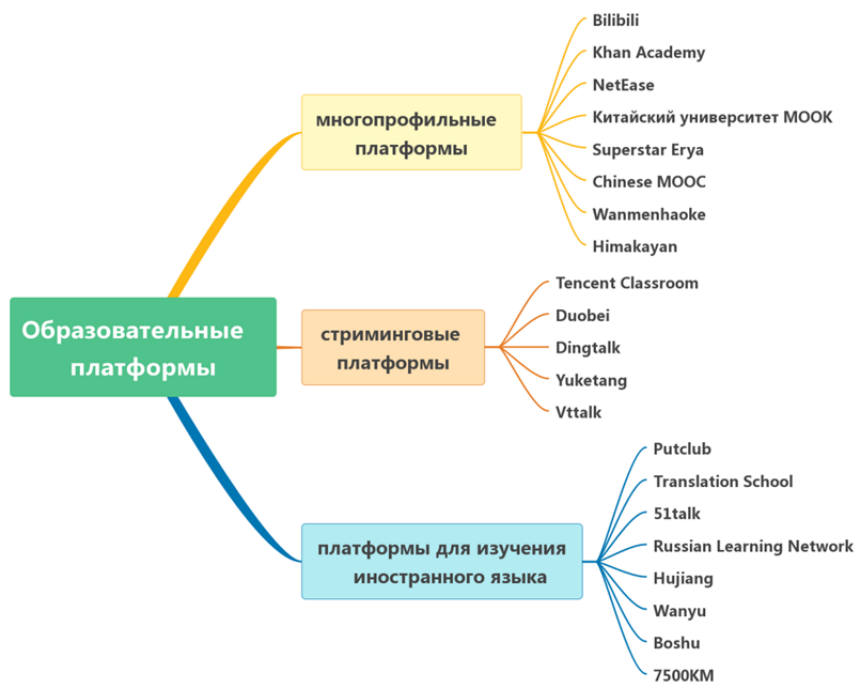 Образовательные
платформы
многопрофильные
платформы
Bilibili
Khan Academy
NetEase
Китайский университет МООК
Superstar Erya
Chinese MOOC
Wanmenhaoke
Himakayan
стриминговые
платформы
Tencent Classroom
Duobei
Dingtalk
Yuketang
Vttalk
платформы для изучения
иностранного языка
Putclub
Translation School
51talk
Russian Learning Network
Hujiang
Wanyu
Boshu
7500KM